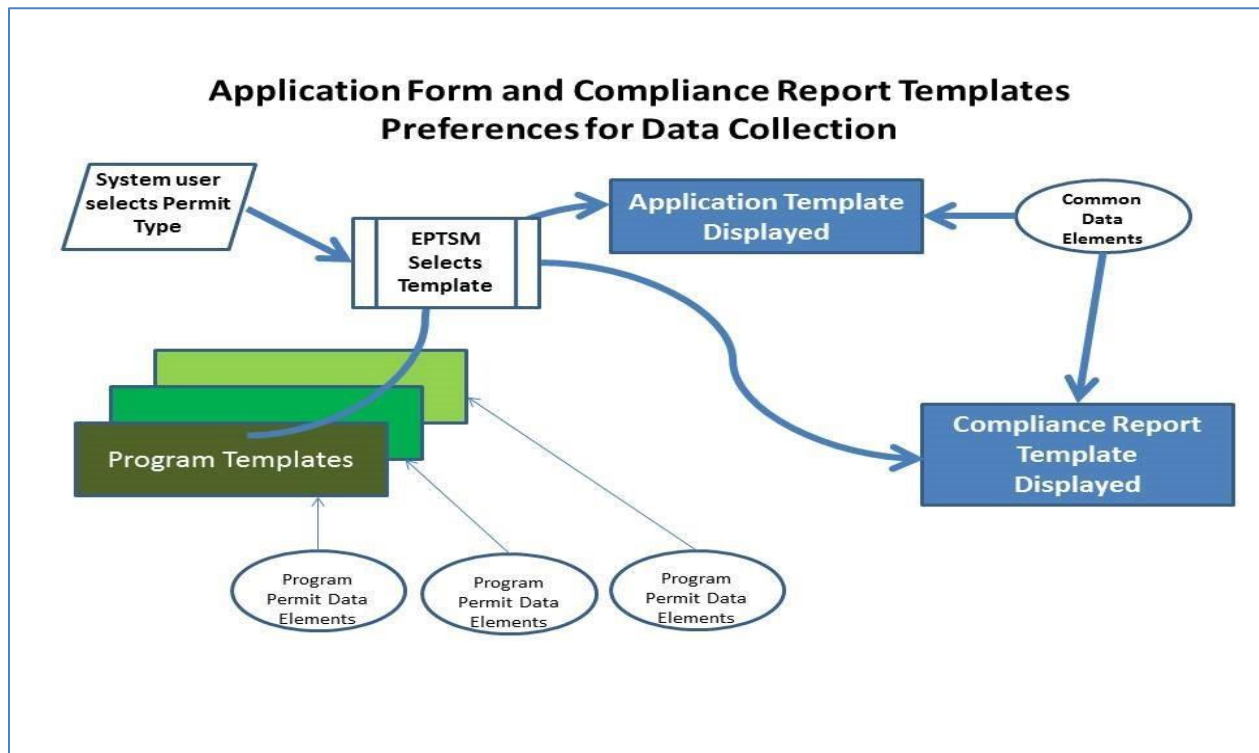 Application Form and Compliance Report Templates
Preferences for Data Collection
System user
selects Permit
Type
EPTSM
Selects
Template
Application Template
Displayed
Common
Data
Elements
Compliance Report
Template
Displayed
Program Templates
Program
Permit Data
Elements
Program
Permit Data
Elements
Program
Permit Data
Elements